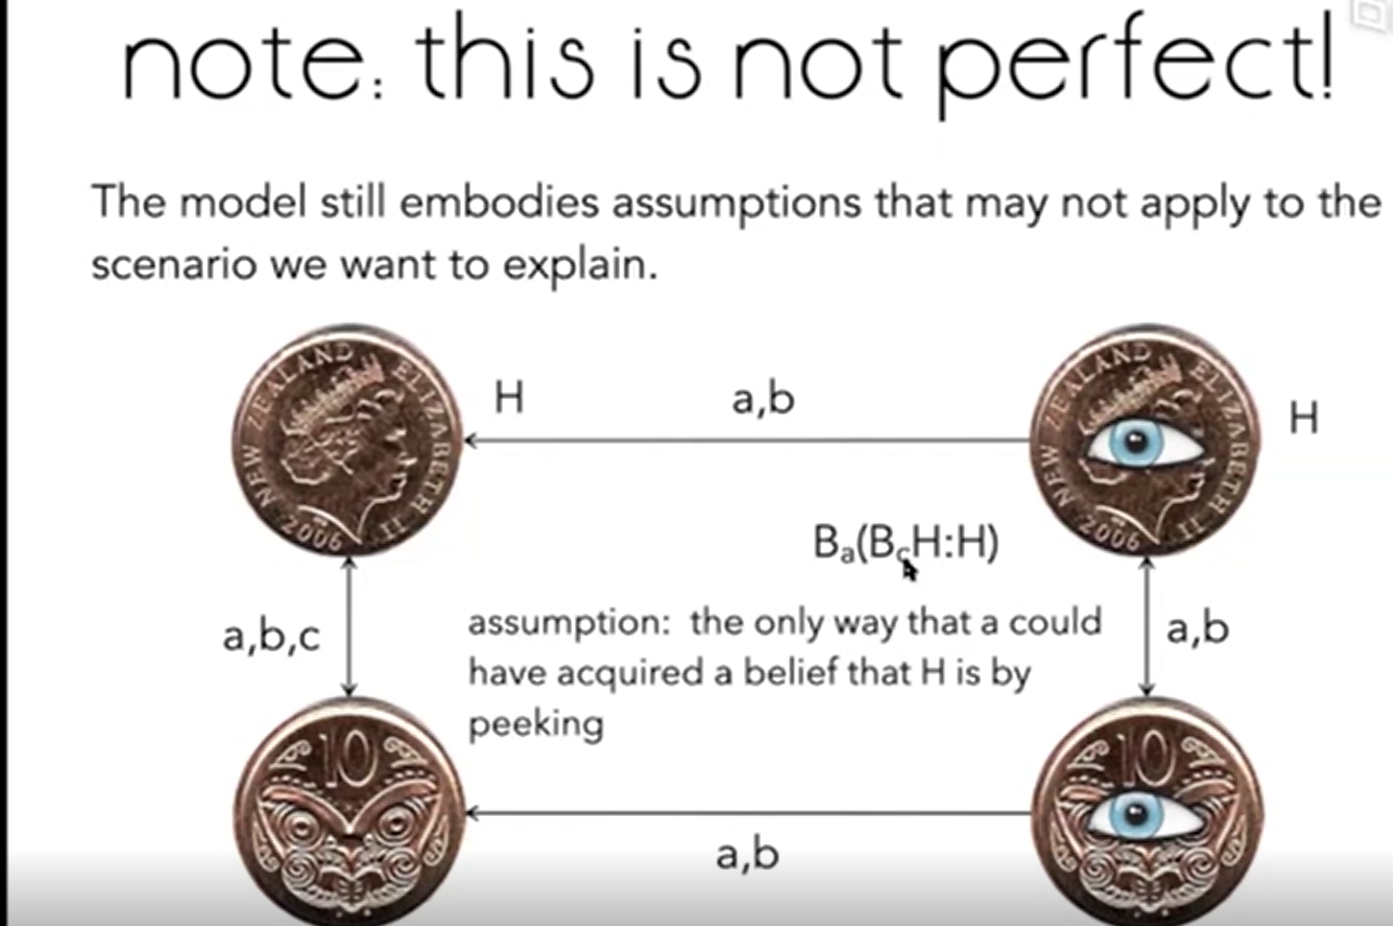 note: this is not perfect!
The model still embodies assumptions that may not apply to the
scenario we want to explain.
NEW ZEALAND ELIZABETH II 2006
H
a,b
NEW ZEALAND ELIZABETH II 2006
H
Bₐ(B꜀H:H)
a,b,c
assumption: the only way that a could
have acquired a belief that H is by
peeking
a,b
10
10
a,b